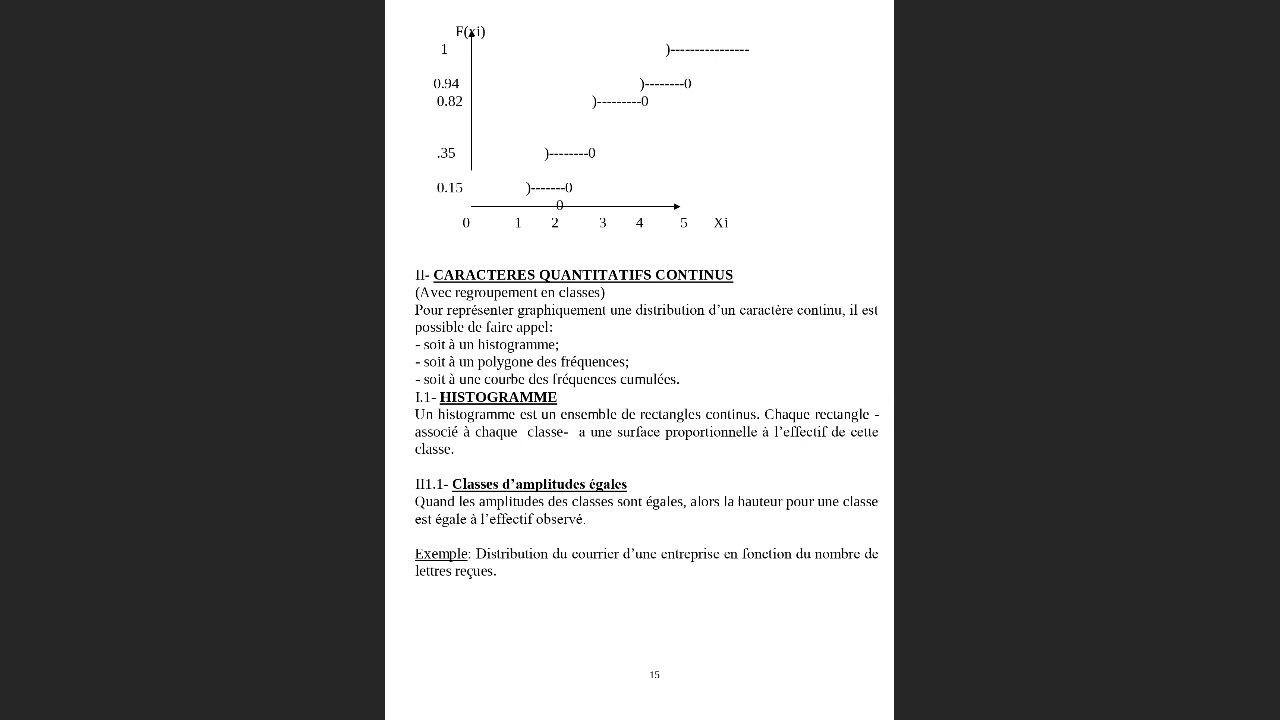 F(xi)
1 )----------------
0.94 )--------0
0.82 )---------0
.35 )--------0
0.15 )-------0
0
0 1 2 3 4 5 Xi
II- CARACTERES QUANTITATIFS CONTINUS
(Avec regroupement en classes)
Pour représenter graphiquement une distribution d’un caractère continu, il est
possible de faire appel:
- soit à un histogramme;
- soit à un polygone des fréquences;
- soit à une courbe des fréquences cumulées.
I.1- HISTOGRAMME
Un histogramme est un ensemble de rectangles continus. Chaque rectangle -
associé à chaque classe- a une surface proportionnelle à l’effectif de cette
classe.
II1.1- Classes d’amplitudes égales
Quand les amplitudes des classes sont égales, alors la hauteur pour une classe
est égale à l’effectif observé.
Exemple: Distribution du courrier d’une entreprise en fonction du nombre de
lettres reçues.
15